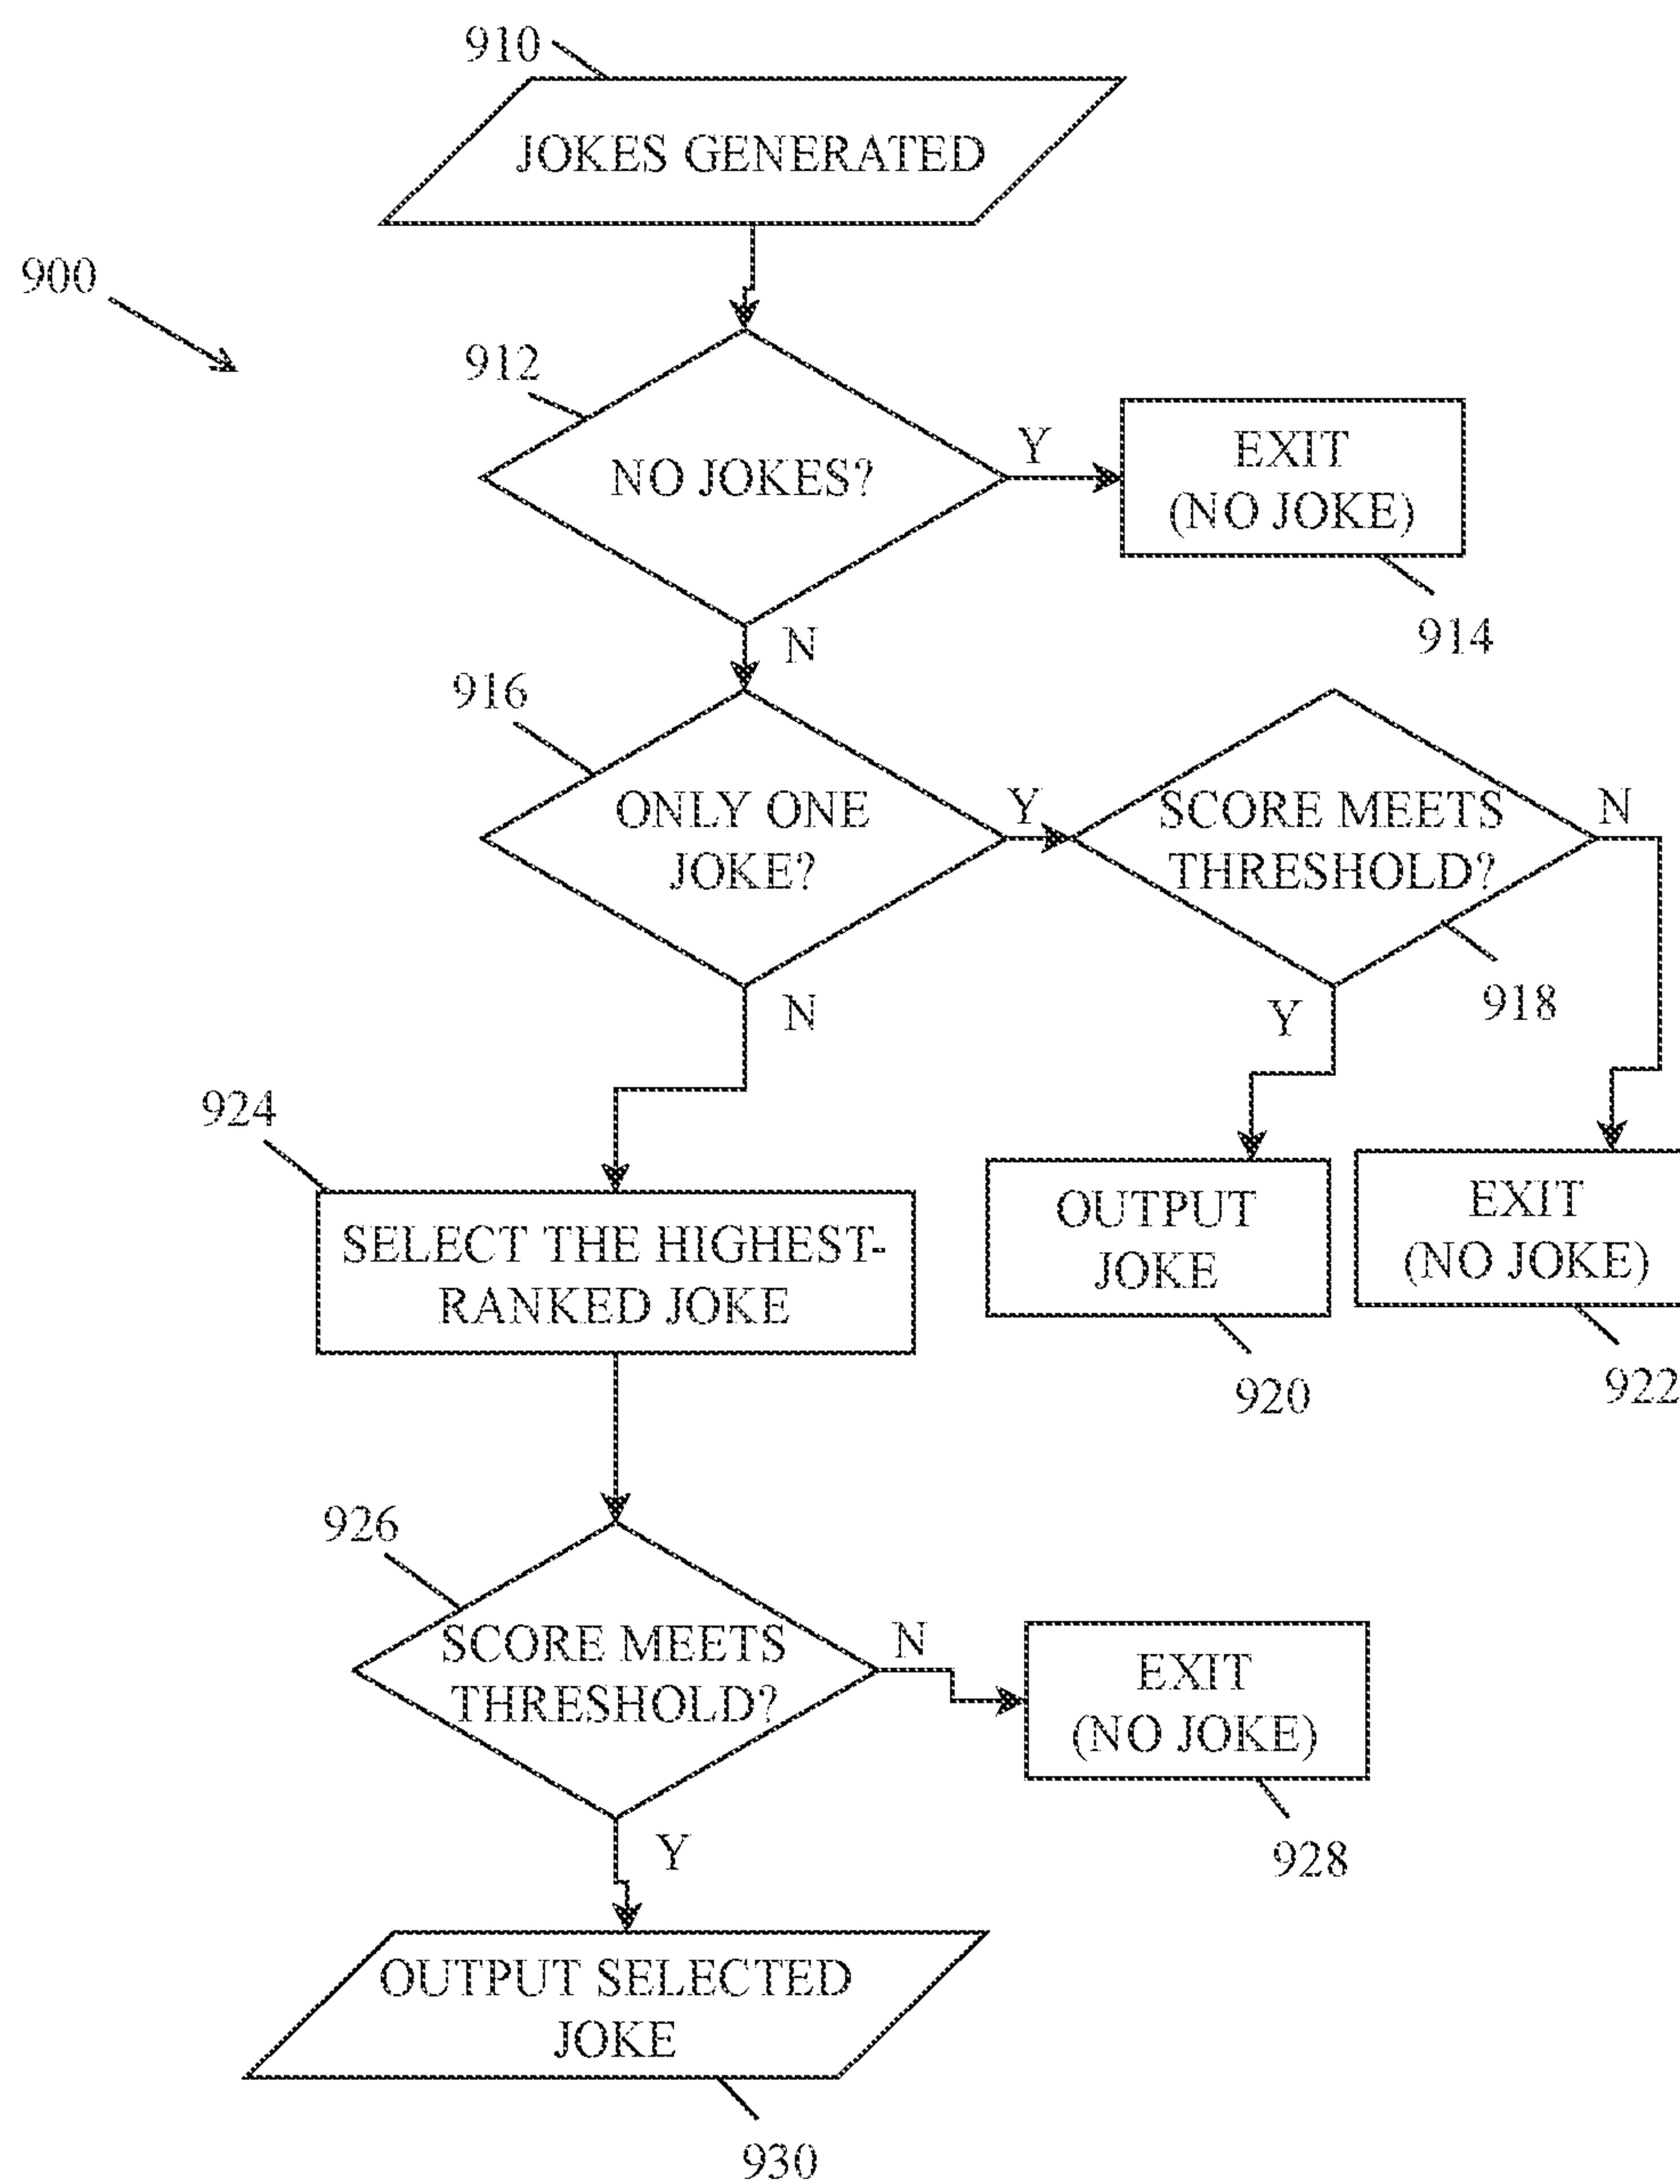 910
JOKES GENERATED
900
912
NO JOKES?
Y
EXIT
(NO JOKE)
914
N
916
ONLY ONE
JOKE?
Y
SCORE MEETS
THRESHOLD?
N
918
N
Y
924
SELECT THE HIGHEST-
RANKED JOKE
OUTPUT
JOKE
920
EXIT
(NO JOKE)
922
926
SCORE MEETS
THRESHOLD?
N
EXIT
(NO JOKE)
928
Y
OUTPUT SELECTED
JOKE
930